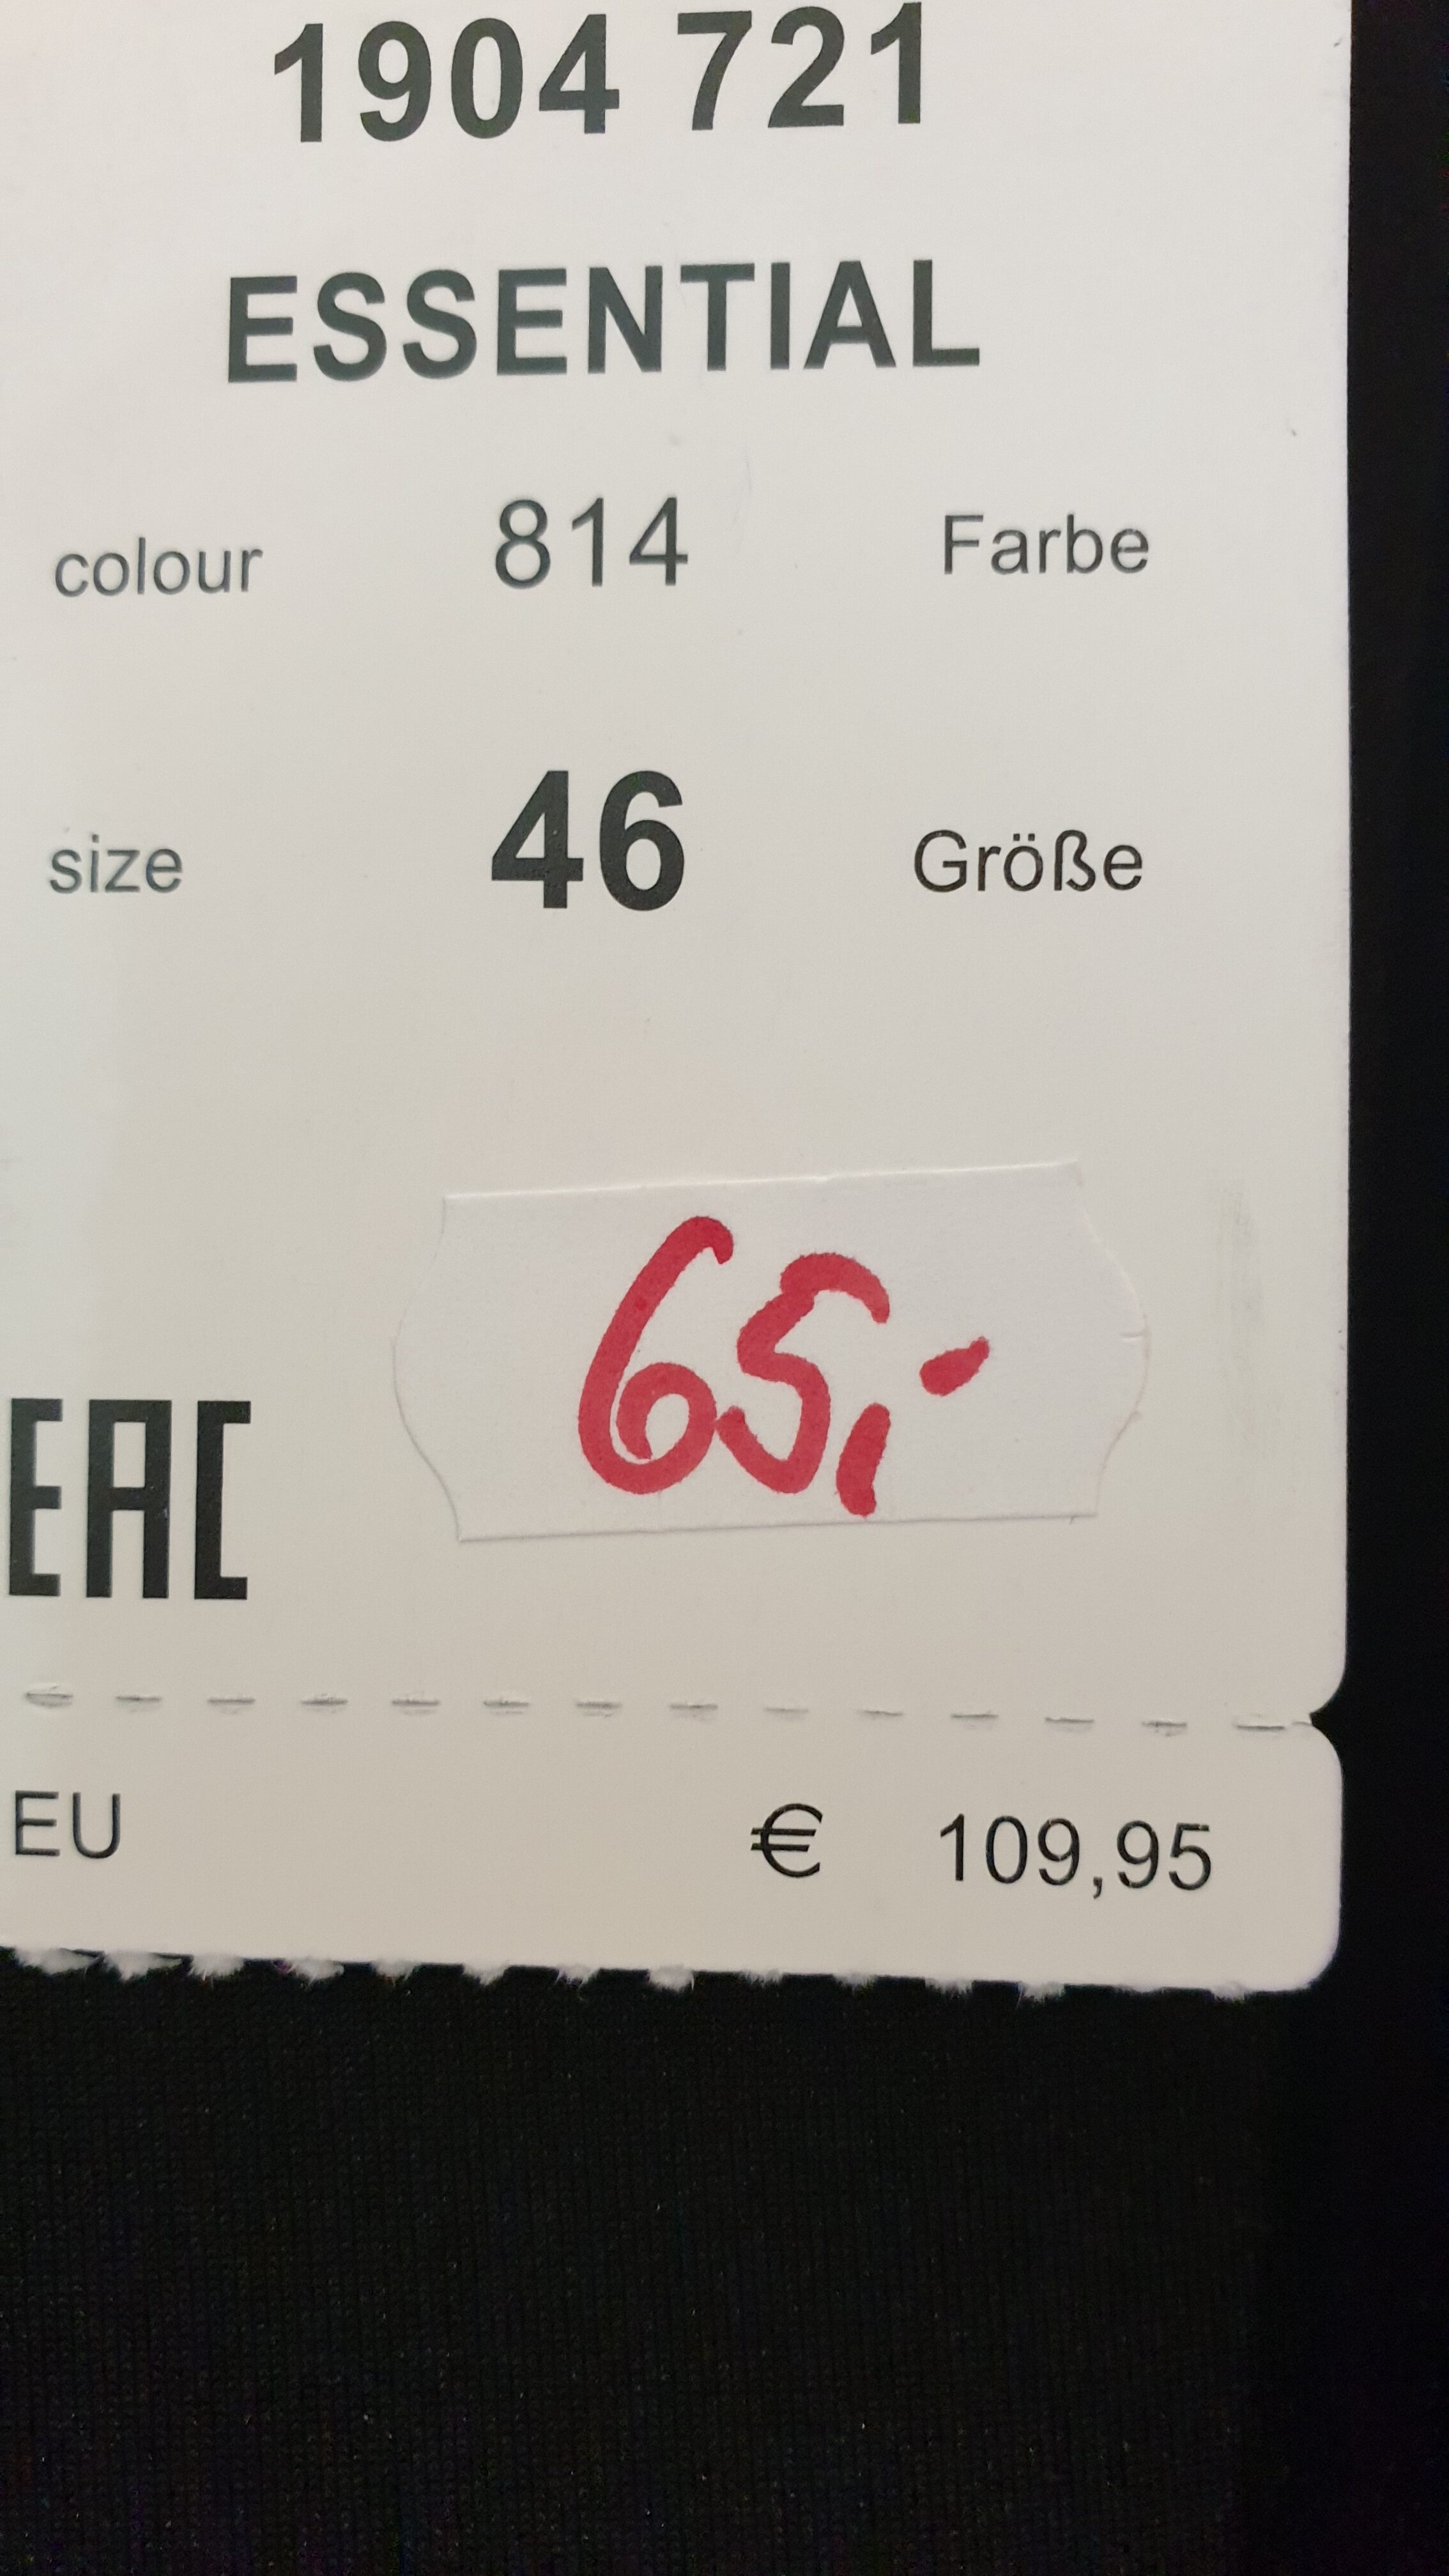 1904 721
ESSENTIAL
colour 814 Farbe
size 46 Größe
65,-
EAC
EU € 109,95